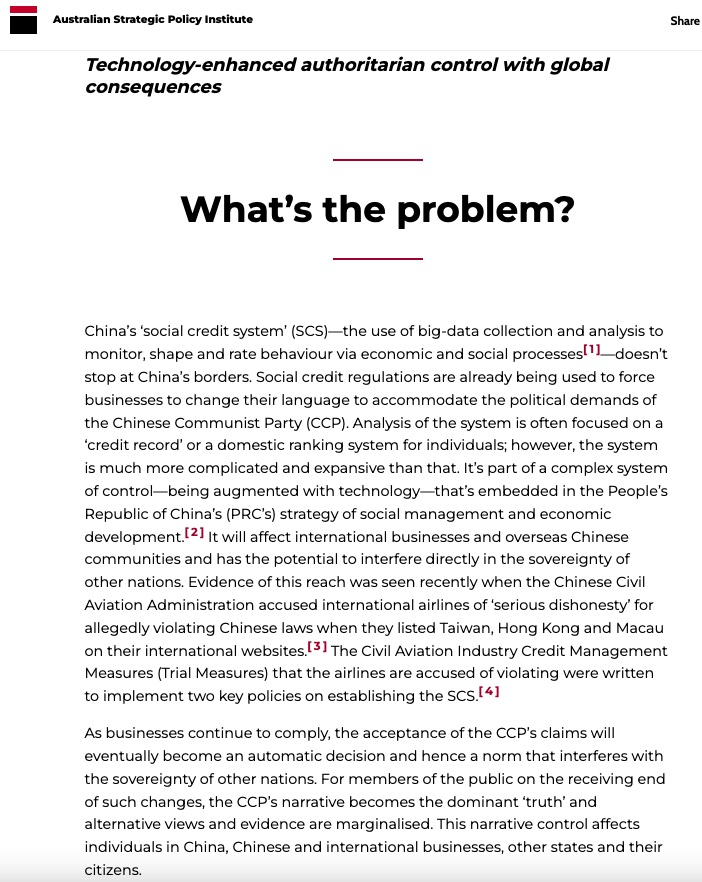 Australian Strategic Policy Institute
Share
Technology-enhanced authoritarian control with global
consequences
What’s the problem?
China’s ‘social credit system’ (SCS)—the use of big-data collection and analysis to
monitor, shape and rate behaviour via economic and social processes[1]—doesn’t
stop at China’s borders. Social credit regulations are already being used to force
businesses to change their language to accommodate the political demands of
the Chinese Communist Party (CCP). Analysis of the system is often focused on a
‘credit record’ or a domestic ranking system for individuals; however, the system
is much more complicated and expansive than that. It’s part of a complex system
of control—being augmented with technology—that’s embedded in the People’s
Republic of China’s (PRC’s) strategy of social management and economic
development.[2] It will affect international businesses and overseas Chinese
communities and has the potential to interfere directly in the sovereignty of
other nations. Evidence of this reach was seen recently when the Chinese Civil
Aviation Administration accused international airlines of ‘serious dishonesty’ for
allegedly violating Chinese laws when they listed Taiwan, Hong Kong and Macau
on their international websites.[3] The Civil Aviation Industry Credit Management
Measures (Trial Measures) that the airlines are accused of violating were written
to implement two key policies on establishing the SCS.[4]
As businesses continue to comply, the acceptance of the CCP’s claims will
eventually become an automatic decision and hence a norm that interferes with
the sovereignty of other nations. For members of the public on the receiving end
of such changes, the CCP’s narrative becomes the dominant ‘truth’ and
alternative views and evidence are marginalised. This narrative control affects
individuals in China, Chinese and international businesses, other states and their
citizens.